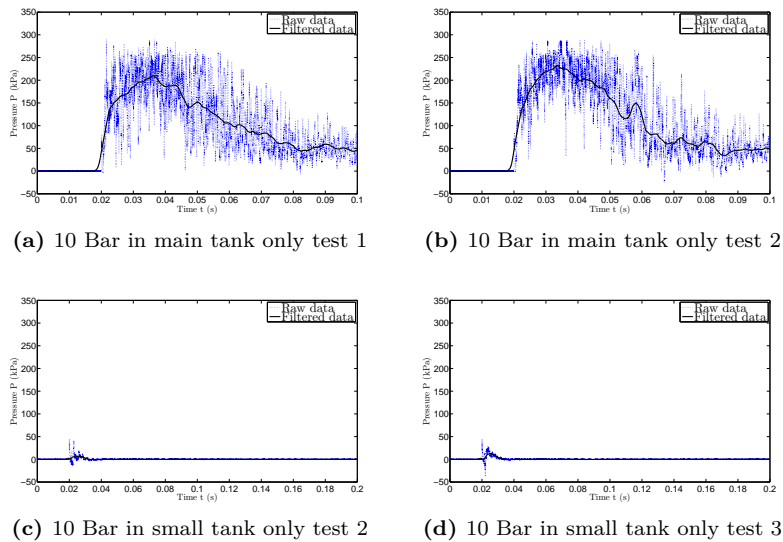 350
300
250
200
150
100
50
0
−50
Pressure P (kPa)
Raw data
Filtered data
0 0.01 0.02 0.03 0.04 0.05 0.06 0.07 0.08 0.09 0.1
Time t (s)
(a) 10 Bar in main tank only test 1
350
300
250
200
150
100
50
0
−50
Pressure P (kPa)
Raw data
Filtered data
0 0.01 0.02 0.03 0.04 0.05 0.06 0.07 0.08 0.09 0.1
Time t (s)
(b) 10 Bar in main tank only test 2
350
300
250
200
150
100
50
0
−50
Pressure P (kPa)
Raw data
Filtered data
0 0.02 0.04 0.06 0.08 0.1 0.12 0.14 0.16 0.18 0.2
Time t (s)
(c) 10 Bar in small tank only test 2
350
300
250
200
150
100
50
0
−50
Pressure P (kPa)
Raw data
Filtered data
0 0.02 0.04 0.06 0.08 0.1 0.12 0.14 0.16 0.18 0.2
Time t (s)
(d) 10 Bar in small tank only test 3